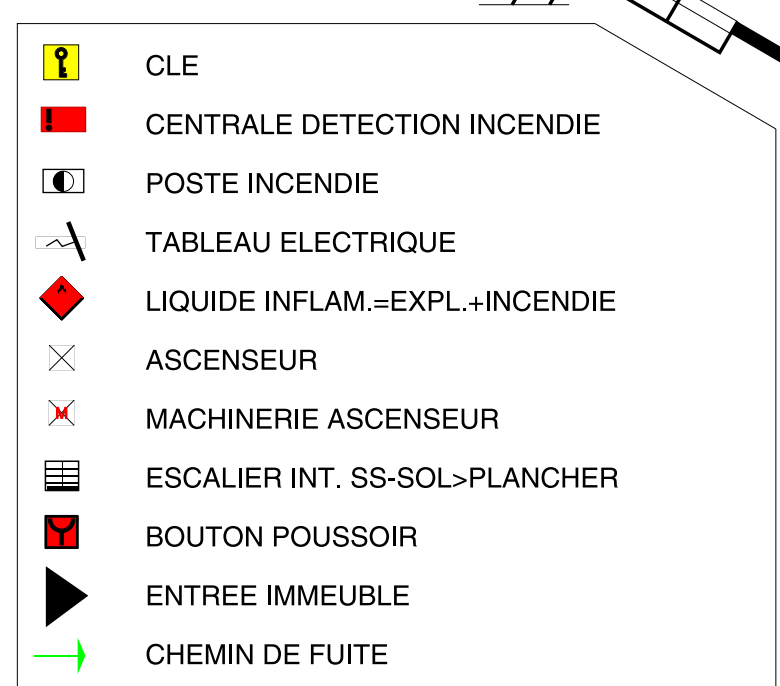 CLE
! CENTRALE DETECTION INCENDIE
POSTE INCENDIE
TABLEAU ELECTRIQUE
LIQUIDE INFLAM.=EXPL.+INCENDIE
ASCENSEUR
M MACHINERIE ASCENSEUR
ESCALIER INT. SS-SOL>PLANCHER
BOUTON POUSSOIR
ENTREE IMMEUBLE
CHEMIN DE FUITE